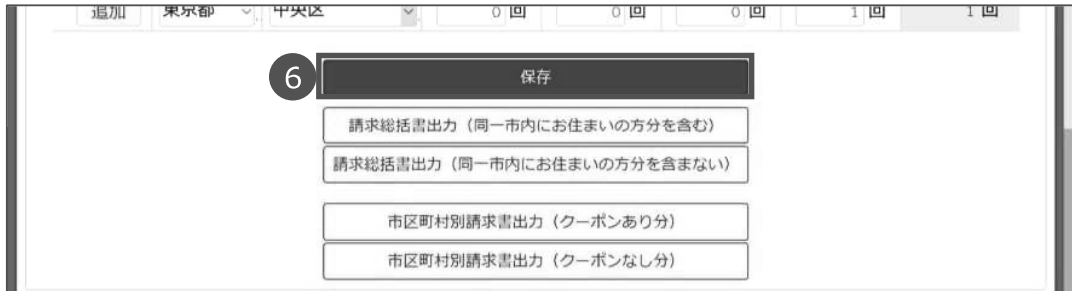 追加 東京都 中央区 0 回 0 回 0 回 1 回 1 回
6 保存
請求総括書出力（同一市内にお住まいの方分を含む）
請求総括書出力（同一市内にお住まいの方分を含まない）
市区町村別請求書出力（クーポンあり分）
市区町村別請求書出力（クーポンなし分）